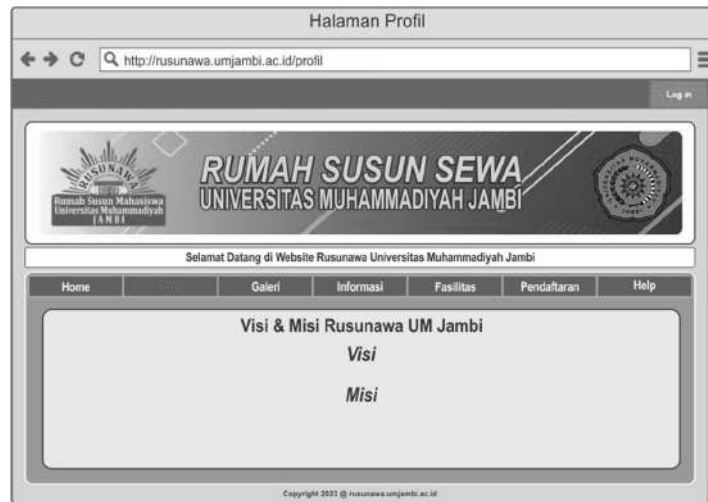 Halaman Profil
http://rusunawa.umjambi.ac.id/profil
Log in
RUSUNAWA
Rumah Susun Mahasiswa
Universitas Muhammadiyah
JAMBI
RUMAH SUSUN SEWA
UNIVERSITAS MUHAMMADIYAH JAMBI
Selamat Datang di Website Rusunawa Universitas Muhammadiyah Jambi
Home Galeri Informasi Fasilitas Pendaftaran Help
Visi & Misi Rusunawa UM Jambi
Visi
Misi
Copyright 2021 @ rusunawa.umjambi.ac.id